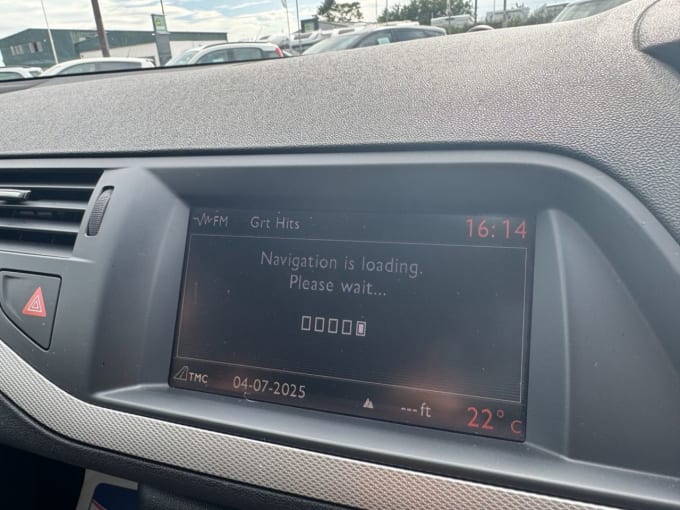 FM Grt Hits 16:14
Navigation is loading.
Please wait...
TMC 04-07-2025 ---ft 22° C